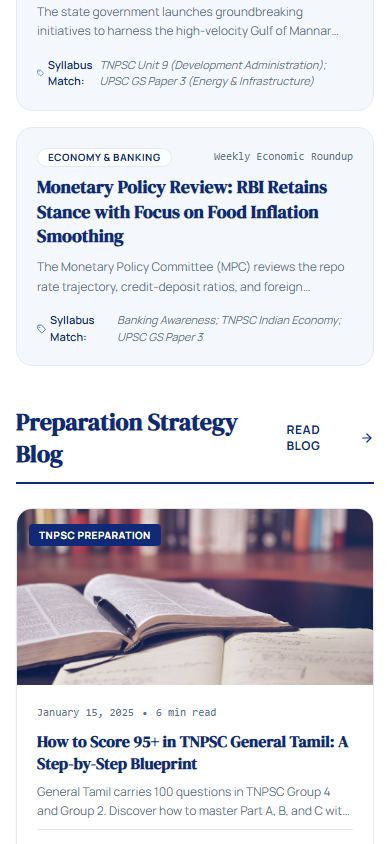 The state government launches groundbreaking
initiatives to harness the high-velocity Gulf of Mannar...
Syllabus Match: TNPSC Unit 9 (Development Administration); UPSC GS Paper 3 (Energy & Infrastructure)
ECONOMY & BANKING
Weekly Economic Roundup
Monetary Policy Review: RBI Retains
Stance with Focus on Food Inflation
Smoothing
The Monetary Policy Committee (MPC) reviews the repo
rate trajectory, credit-deposit ratios, and foreign...
Syllabus Match: Banking Awareness; TNPSC Indian Economy; UPSC GS Paper 3
Preparation Strategy
Blog
READ
BLOG
TNPSC PREPARATION
January 15, 2025 • 6 min read
How to Score 95+ in TNPSC General Tamil: A
Step-by-Step Blueprint
General Tamil carries 100 questions in TNPSC Group 4
and Group 2. Discover how to master Part A, B, and C wit...